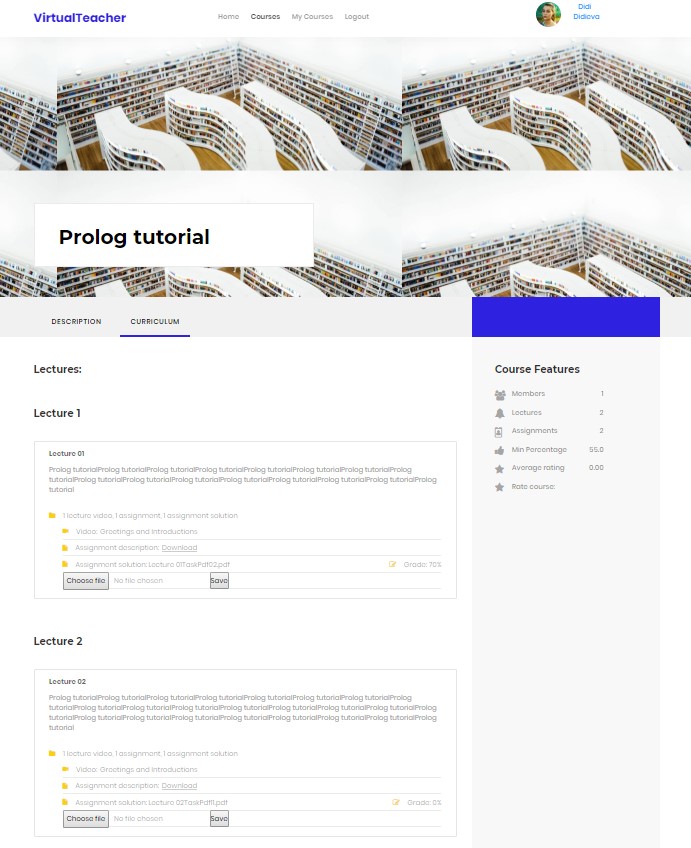 VirtualTeacher
Home Courses My Courses Logout
Didi
Didieva
Prolog tutorial
DESCRIPTION CURRICULUM
Lectures:
Lecture 1
Lecture 01
Prolog tutorialProlog tutorialProlog tutorialProlog tutorialProlog tutorialProlog tutorialProlog tutorialProlog
tutorialProlog tutorialProlog tutorialProlog tutorialProlog tutorialProlog tutorialProlog tutorialProlog tutorialProlog
tutorial
1 lecture video, 1 assignment, 1 assignment solution
Video: Greetings and Introductions
Assignment description: Download
Assignment solution:Lecture 01TaskPdf02.pdf Grade: 70%
Choose file No file chosen Save
Lecture 2
Lecture 02
Prolog tutorialProlog tutorialProlog tutorialProlog tutorialProlog tutorialProlog tutorialProlog tutorialProlog
tutorialProlog tutorialProlog tutorialProlog tutorialProlog tutorialProlog tutorialProlog tutorialProlog tutorialProlog
tutorialProlog tutorialProlog tutorialProlog tutorialProlog tutorialProlog tutorialProlog tutorialProlog tutorialProlog
tutorial
1 lecture video, 1 assignment, 1 assignment solution
Video: Greetings and Introductions
Assignment description: Download
Assignment solution:Lecture 02TaskPdf1.pdf Grade: 0%
Choose file No file chosen Save
Course Features
Members 1
Lectures 2
Assignments 2
Min Percentage 55.0
Average rating 0.00
Rate course: